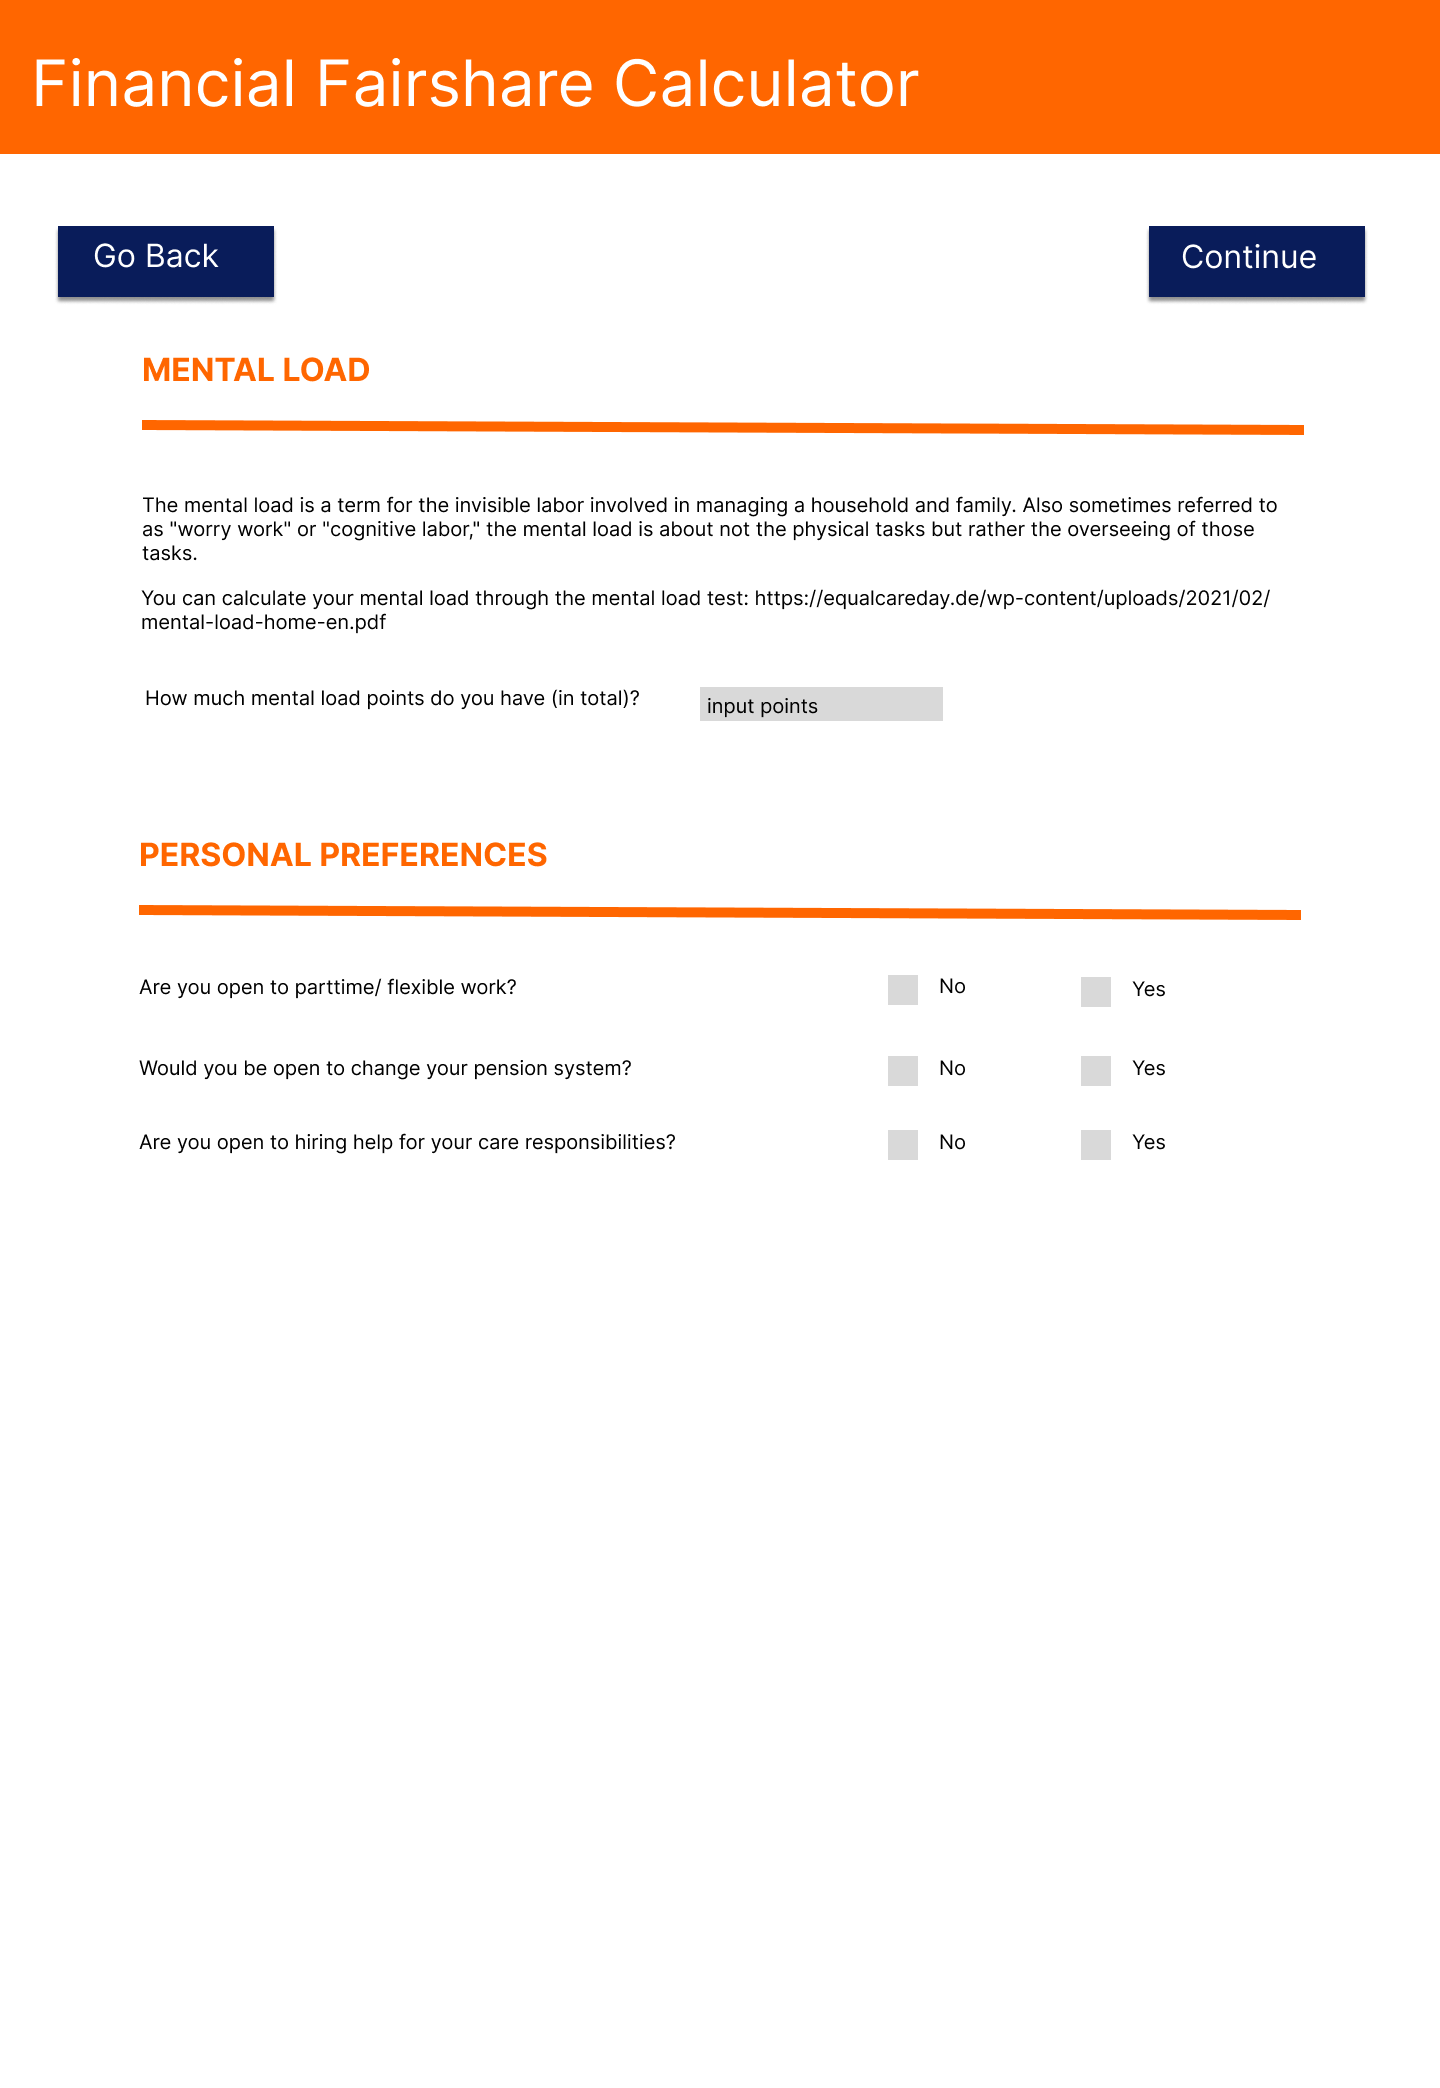 Financial Fairshare Calculator
Go Back
Continue
MENTAL LOAD
The mental load is a term for the invisible labor involved in managing a household and family. Also sometimes referred to
as "worry work" or "cognitive labor," the mental load is about not the physical tasks but rather the overseeing of those
tasks.
You can calculate your mental load through the mental load test: https://equalcareday.de/wp-content/uploads/2021/02/
mental-load-home-en.pdf
How much mental load points do you have (in total)? input points
PERSONAL PREFERENCES
Are you open to parttime/ flexible work? No Yes
Would you be open to change your pension system? No Yes
Are you open to hiring help for your care responsibilities? No Yes